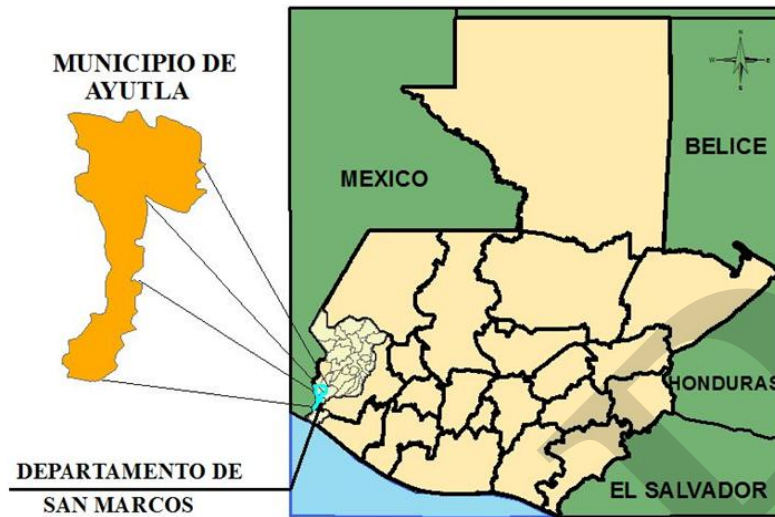 MUNICIPIO DE
AYUTLA
N
W
E
S
MEXICO
BELICE
HONDURAS
EL SALVADOR
DEPARTAMENTO DE
SAN MARCOS